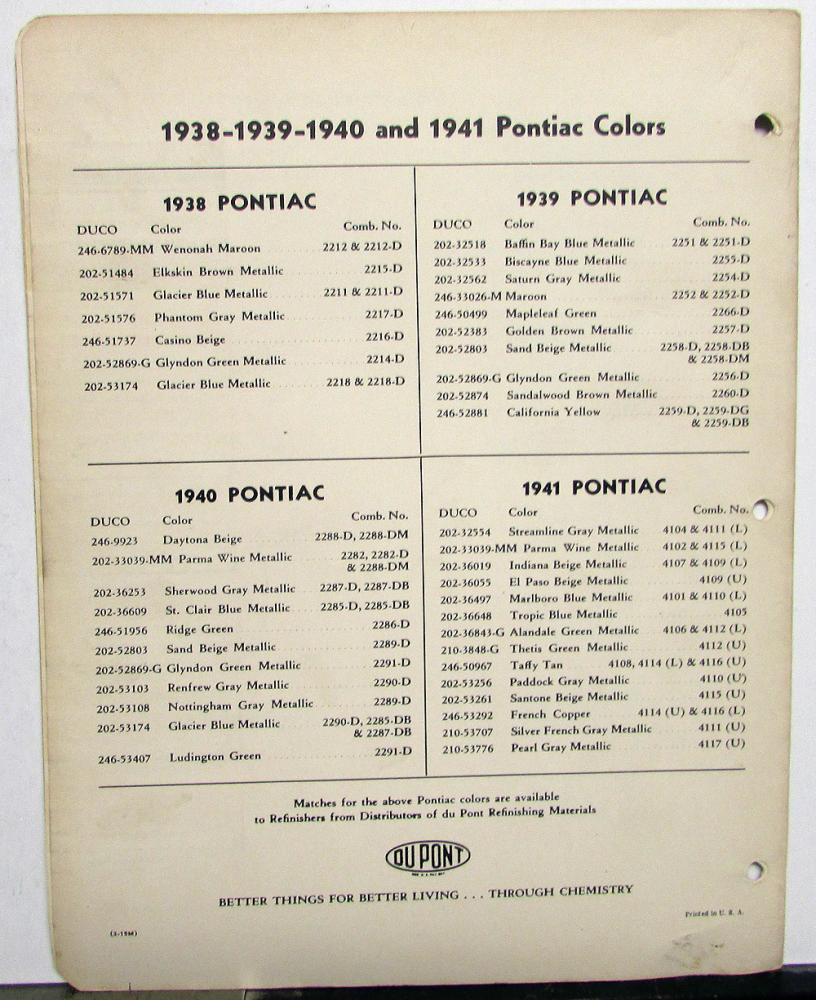 1938-1939-1940 and 1941 Pontiac Colors
1938 PONTIAC
DUCO Color Comb. No.
246-6789-MM Wenonah Maroon 2212 & 2212-D
202-51484 Elkskin Brown Metallic 2215-D
202-51571 Glacier Blue Metallic 2211 & 2211-D
202-51576 Phantom Gray Metallic 2217-D
246-51737 Casino Beige 2216-D
202-52869-G Glyndon Green Metallic 2214-D
202-53174 Glacier Blue Metallic 2218 & 2218-D
1939 PONTIAC
DUCO Color Comb. No.
202-32518 Baffin Bay Blue Metallic 2251 & 2251-D
202-32533 Biscayne Blue Metallic 2255-D
202-32562 Saturn Gray Metallic 2254-D
246-33026-M Maroon 2252 & 2252-D
246-50499 Mapleleaf Green 2266-D
202-52383 Golden Brown Metallic 2257-D
202-52803 Sand Beige Metallic 2258-D, 2258-DB
& 2258-DM
202-52869-G Glyndon Green Metallic 2256-D
202-52874 Sandalwood Brown Metallic 2260-D
246-52881 California Yellow 2259-D, 2259-DG
& 2259-DB
1940 PONTIAC
DUCO Color Comb. No.
246-9923 Daytona Beige 2288-D, 2288-DM
202-33039-MM Parma Wine Metallic 2282, 2282-D
& 2288-DM
202-36253 Sherwood Gray Metallic 2287-D, 2287-DB
202-36609 St. Clair Blue Metallic 2285-D, 2285-DB
246-51956 Ridge Green 2286-D
202-52803 Sand Beige Metallic 2289-D
202-52869-G Glyndon Green Metallic 2291-D
202-53103 Renfrew Gray Metallic 2290-D
202-53108 Nottingham Gray Metallic 2289-D
202-53174 Glacier Blue Metallic 2290-D, 2285-DB
& 2287-DB
246-53407 Ludington Green 2291-D
1941 PONTIAC
DUCO Color Comb. No.
202-32554 Streamline Gray Metallic 4104 & 4111 (L)
202-33039-MM Parma Wine Metallic 4102 & 4115 (L)
202-36019 Indiana Beige Metallic 4107 & 4109 (L)
202-36055 El Paso Beige Metallic 4109 (U)
202-36497 Marlboro Blue Metallic 4101 & 4110 (L)
202-36648 Tropic Blue Metallic 4105
202-36843-G Alandale Green Metallic 4106 & 4112 (L)
210-3848-G Thetis Green Metallic 4112 (U)
246-50967 Taffy Tan 4108, 4114 (L) & 4116 (U)
202-53256 Paddock Gray Metallic 4110 (U)
202-53261 Santone Beige Metallic 4115 (U)
246-53292 French Copper 4114 (U) & 4116 (L)
210-53707 Silver French Gray Metallic 4111 (U)
210-53776 Pearl Gray Metallic 4117 (U)
Matches for the above Pontiac colors are available
to Refinishers from Distributors of du Pont Refinishing Materials
DU PONT
BETTER THINGS FOR BETTER LIVING . . . THROUGH CHEMISTRY
Printed in U. S. A.